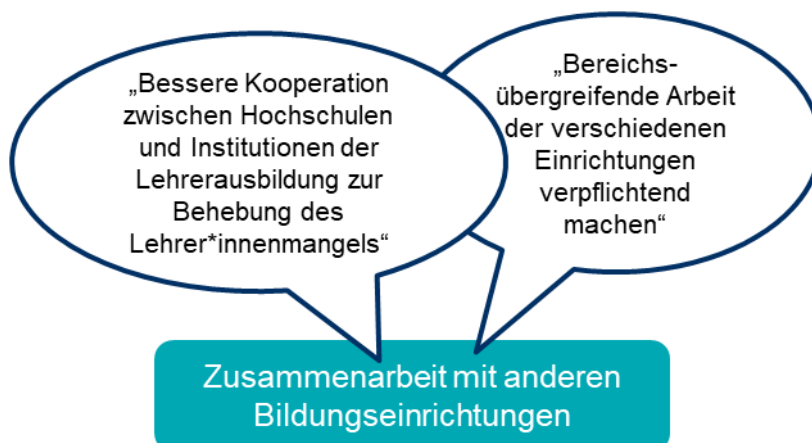 „Bessere Kooperation
zwischen Hochschulen
und Institutionen der
Lehrerausbildung zur
Behebung des
Lehrer*innenmangels“
„Bereichs-
übergreifende Arbeit
der verschiedenen
Einrichtungen
verpflichtend
machen“
Zusammenarbeit mit anderen
Bildungseinrichtungen